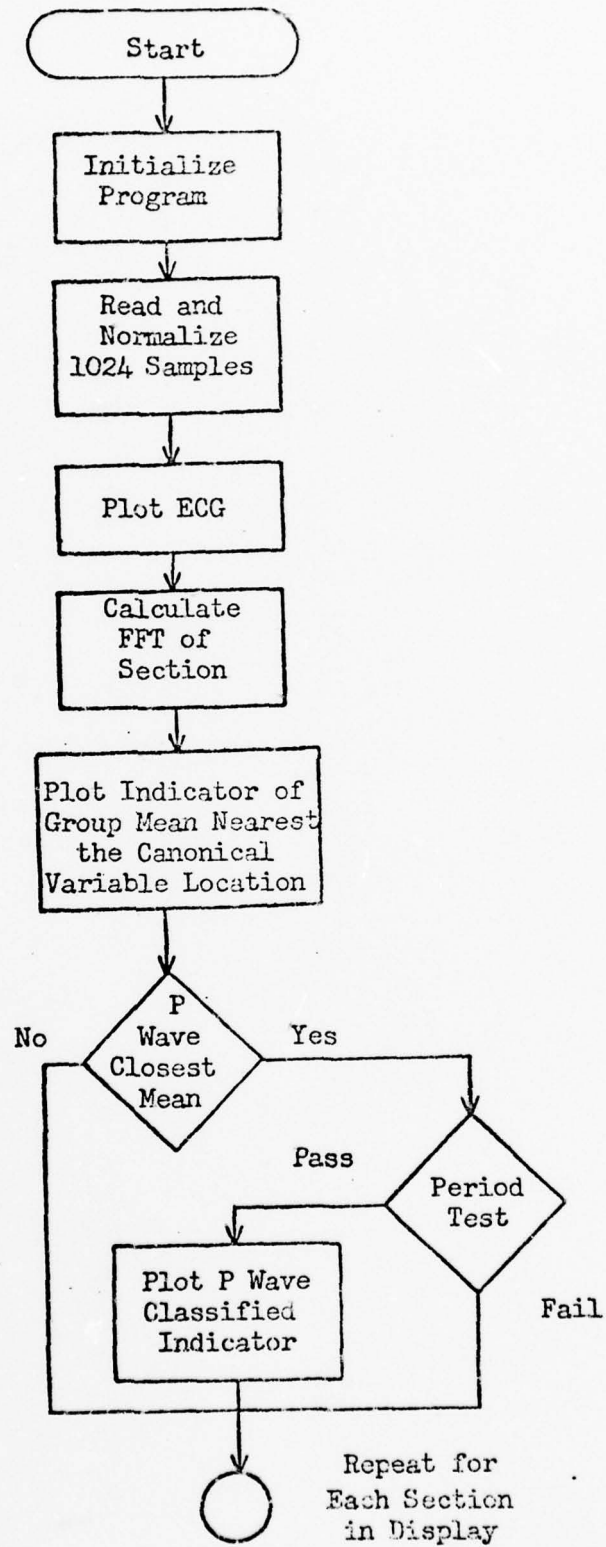 Start
Initialize
Program
Read and
Normalize
1024 Samples
Plot ECG
Calculate
FFT of
Section
Plot Indicator of
Group Mean Nearest
the Canonical
Variable Location
P
Wave
Closest
Mean
No
Yes
Pass
Period
Test
Fail
Plot P Wave
Classified
Indicator
Repeat for
Each Section
in Display